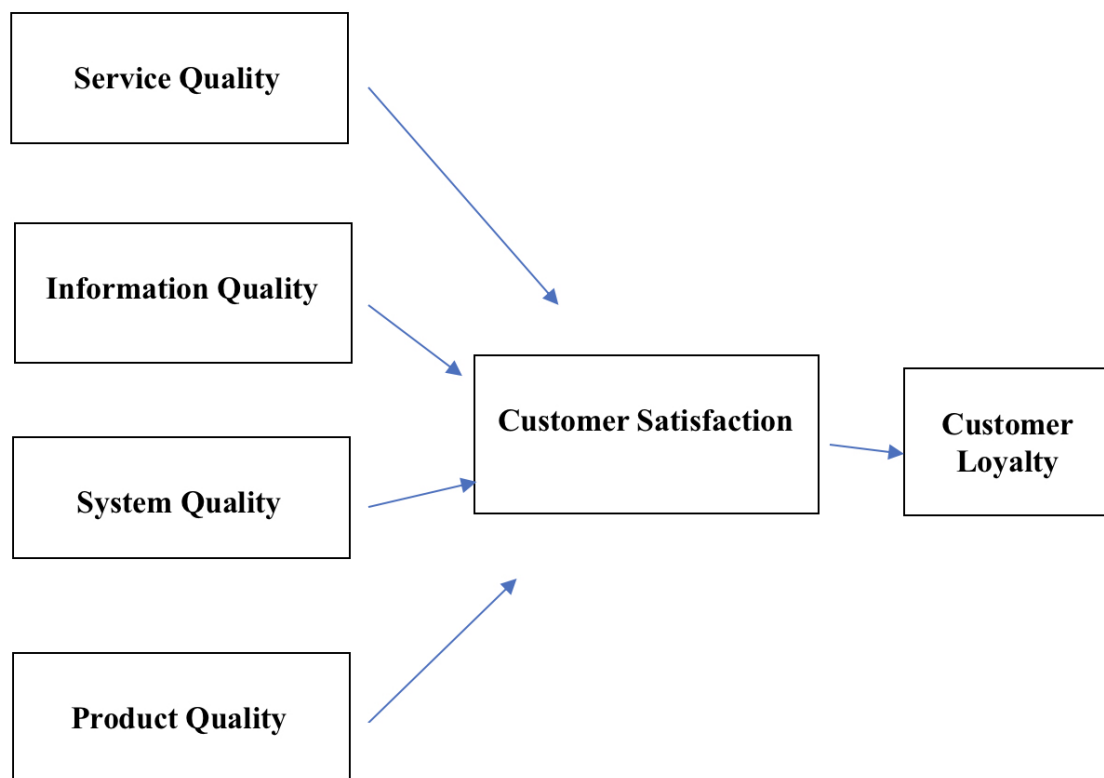 Service Quality
Information Quality
System Quality
Product Quality
Customer Satisfaction
Customer
Loyalty